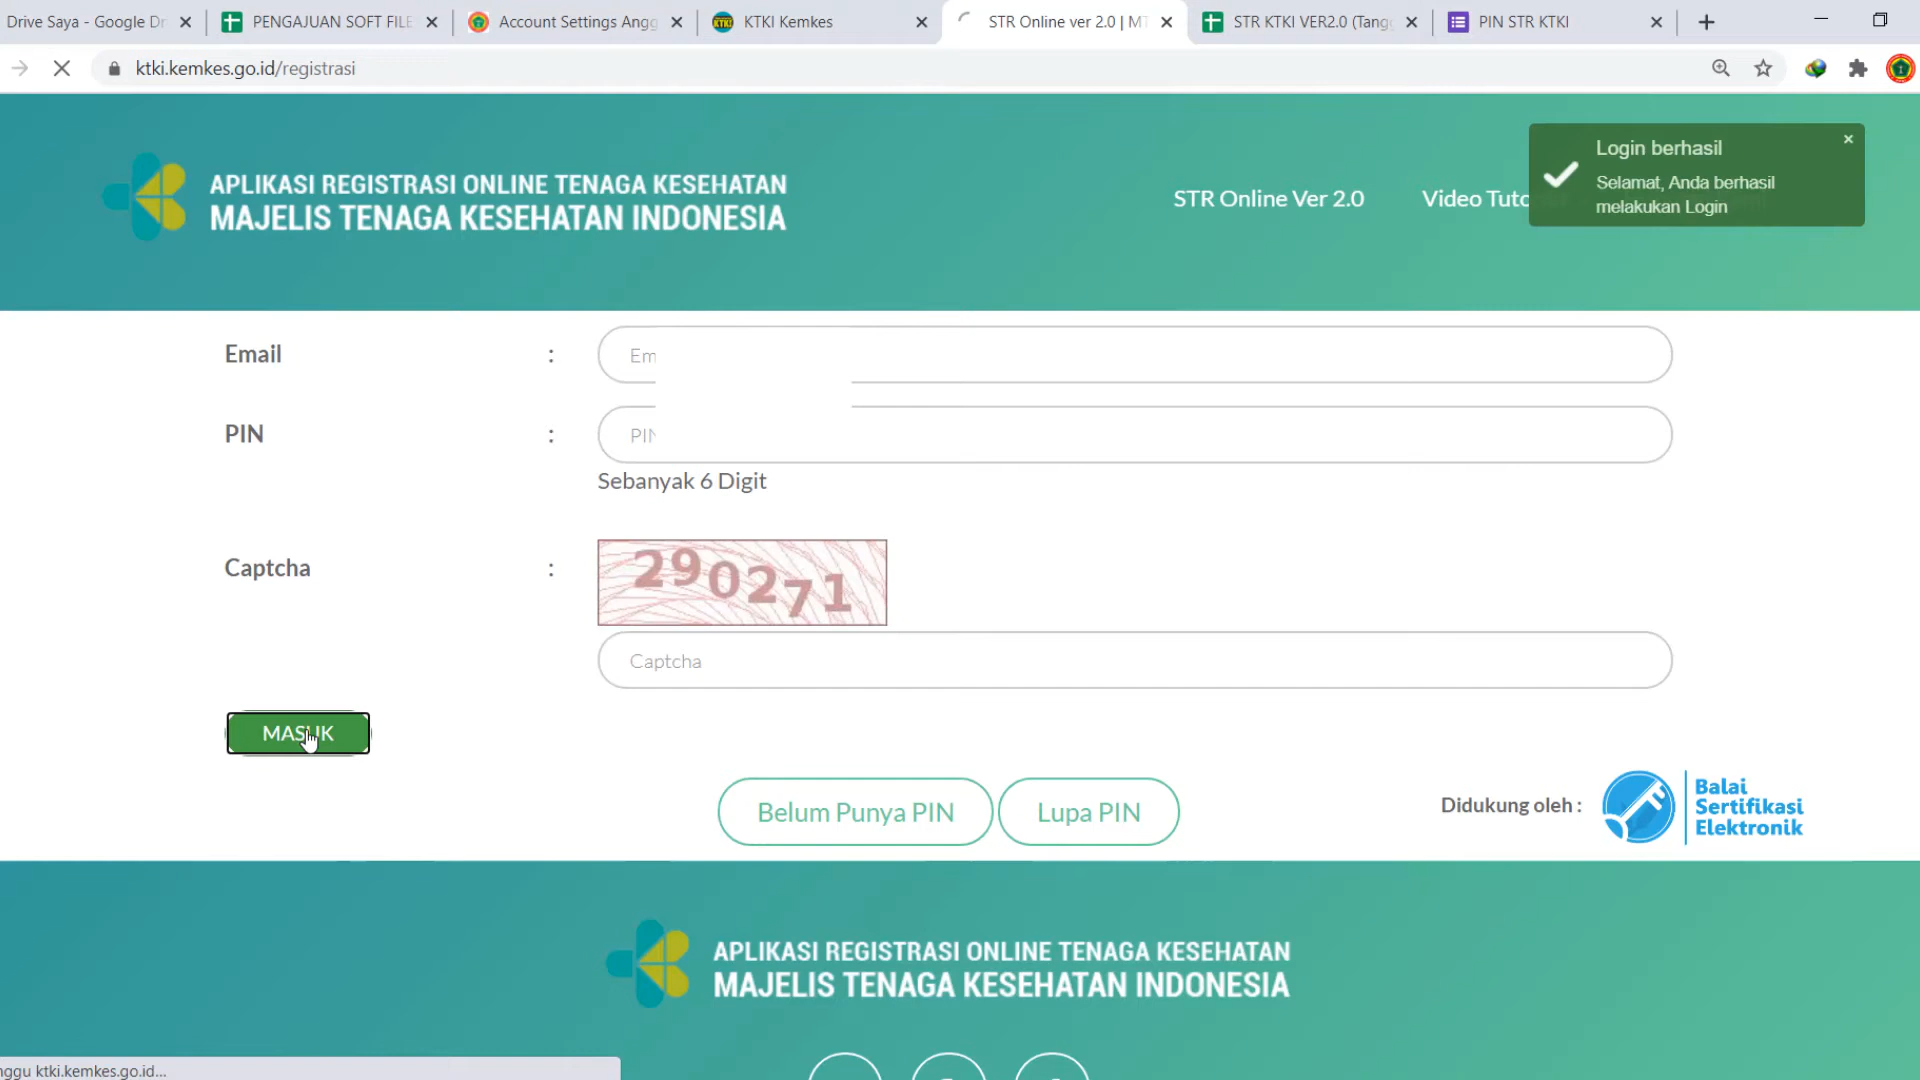 Drive Saya - Google Dr
PENGAJUAN SOFT FILE
Account Settings Angg
KTKI Kemkes
STR Online ver 2.0 | MT
STR KTKI VER2.0 (Tangg
PIN STR KTKI
ktki.kemkes.go.id/registrasi
APLIKASI REGISTRASI ONLINE TENAGA KESEHATAN
MAJELIS TENAGA KESEHATAN INDONESIA
STR Online Ver 2.0
Video Tuto
Login berhasil
Selamat, Anda berhasil
melakukan Login
Email :
Em
PIN :
PIN
Sebanyak 6 Digit
Captcha :
290271
Captcha
MASUK
Belum Punya PIN
Lupa PIN
Didukung oleh :
Balai
Sertifikasi
Elektronik
APLIKASI REGISTRASI ONLINE TENAGA KESEHATAN
MAJELIS TENAGA KESEHATAN INDONESIA
nggu ktki.kemkes.go.id...